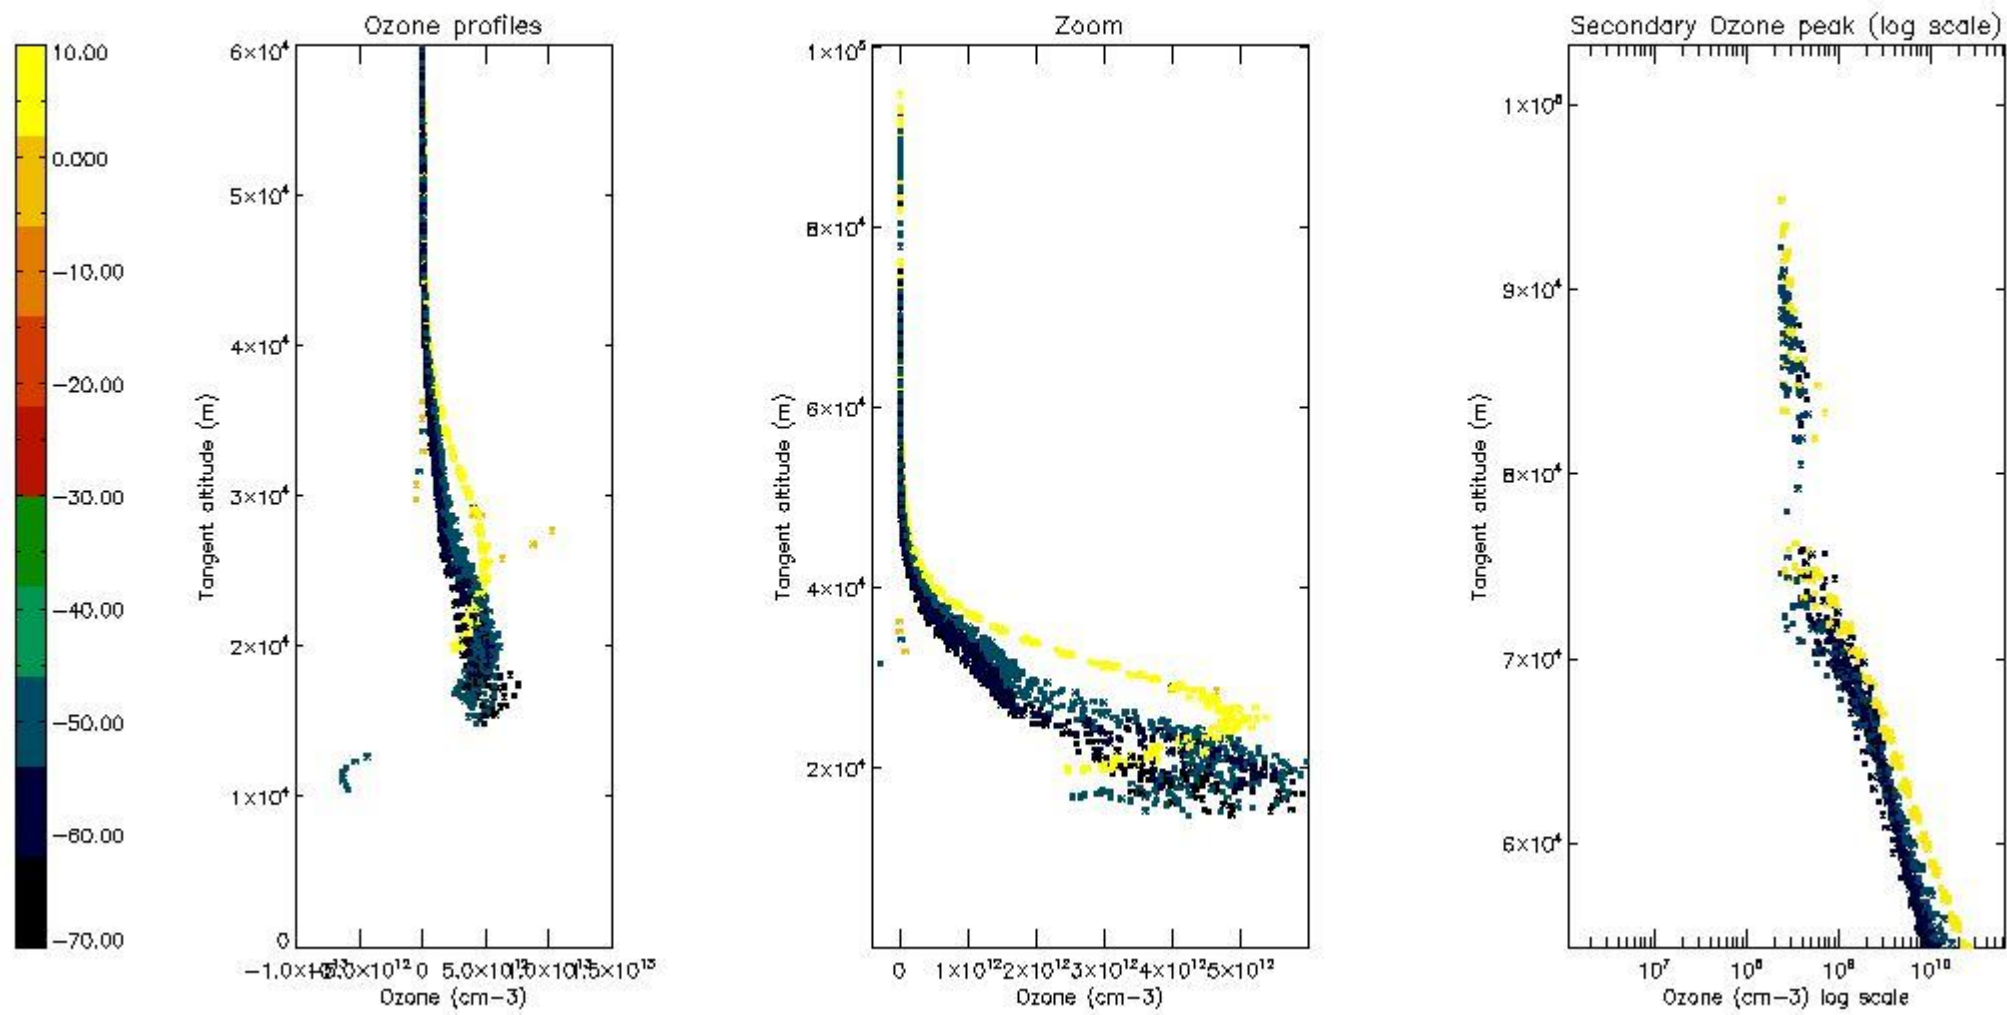 Ozone profiles
Zoom
Secondary Ozone peak (log scale)
10.00
0.000
−10.00
−20.00
−30.00
−40.00
−50.00
−60.00
−70.00
6×10⁴
5×10⁴
4×10⁴
3×10⁴
2×10⁴
1×10⁴
0
Tangent altitude (m)
0
Ozone (cm−3)
1×10⁵
8×10⁴
6×10⁴
4×10⁴
2×10⁴
Tangent altitude (m)
0 1×10¹² 2×10¹² 3×10¹² 4×10¹² 5×10¹²
Ozone (cm−3)
9×10⁴
8×10⁴
7×10⁴
6×10⁴
Tangent altitude (m)
10⁷ 10⁹ 10¹⁰
Ozone (cm−3) log scale